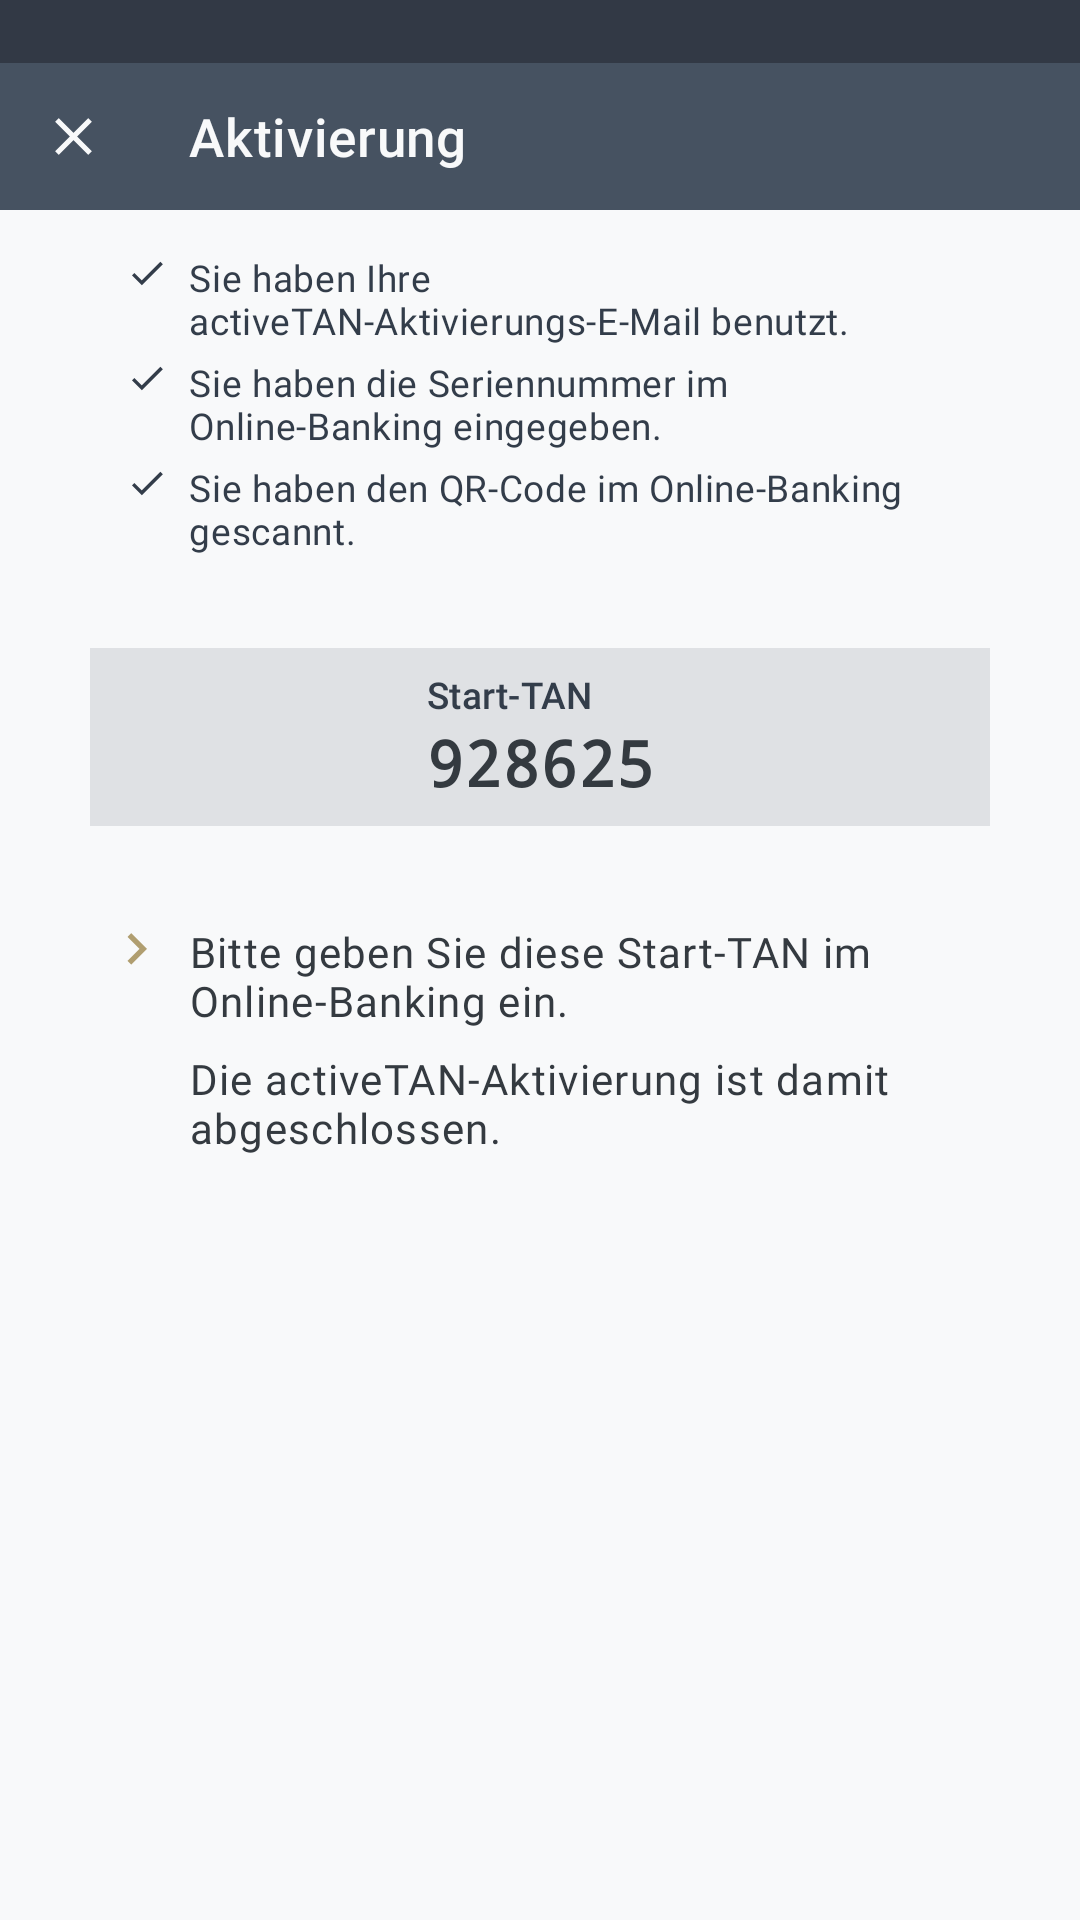 Aktivierung
Sie haben Ihre
activeTAN-Aktivierungs-E-Mail benutzt.
Sie haben die Seriennummer im
Online-Banking eingegeben.
Sie haben den QR-Code im Online-Banking
gescannt.
Start-TAN
928625
Bitte geben Sie diese Start-TAN im
Online-Banking ein.
Die activeTAN-Aktivierung ist damit
abgeschlossen.